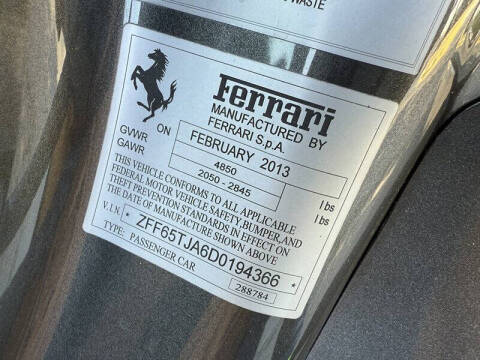 WASTE
Ferrari
MANUFACTURED BY
FERRARI S.p.A.
ON FEBRUARY 2013
GVWR 4850 lbs
GAWR 2050 - 2845 lbs
THIS VEHICLE CONFORMS TO ALL APPLICABLE
FEDERAL MOTOR VEHICLE SAFETY, BUMPER, AND
THEFT PREVENTION STANDARDS IN EFFECT ON
THE DATE OF MANUFACTURE SHOWN ABOVE
V.I.N. * ZFF65TJA6D0194366 *
TYPE: PASSENGER CAR 288784